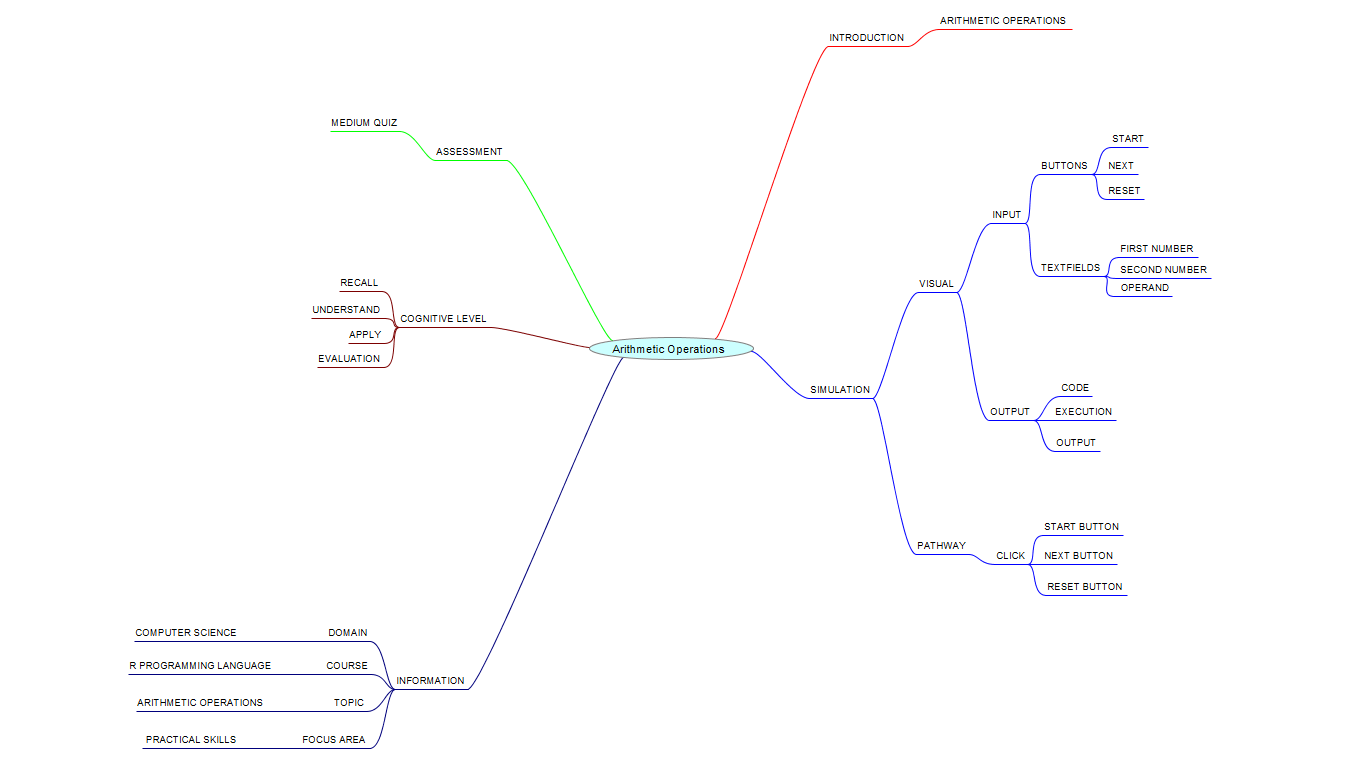 Arithmetic Operations
INTRODUCTION
ARITHMETIC OPERATIONS
SIMULATION
VISUAL
INPUT
BUTTONS
START
NEXT
RESET
TEXTFIELDS
FIRST NUMBER
SECOND NUMBER
OPERAND
OUTPUT
CODE
EXECUTION
OUTPUT
PATHWAY
CLICK
START BUTTON
NEXT BUTTON
RESET BUTTON
ASSESSMENT
MEDIUM QUIZ
COGNITIVE LEVEL
RECALL
UNDERSTAND
APPLY
EVALUATION
INFORMATION
DOMAIN
COMPUTER SCIENCE
COURSE
R PROGRAMMING LANGUAGE
TOPIC
ARITHMETIC OPERATIONS
FOCUS AREA
PRACTICAL SKILLS